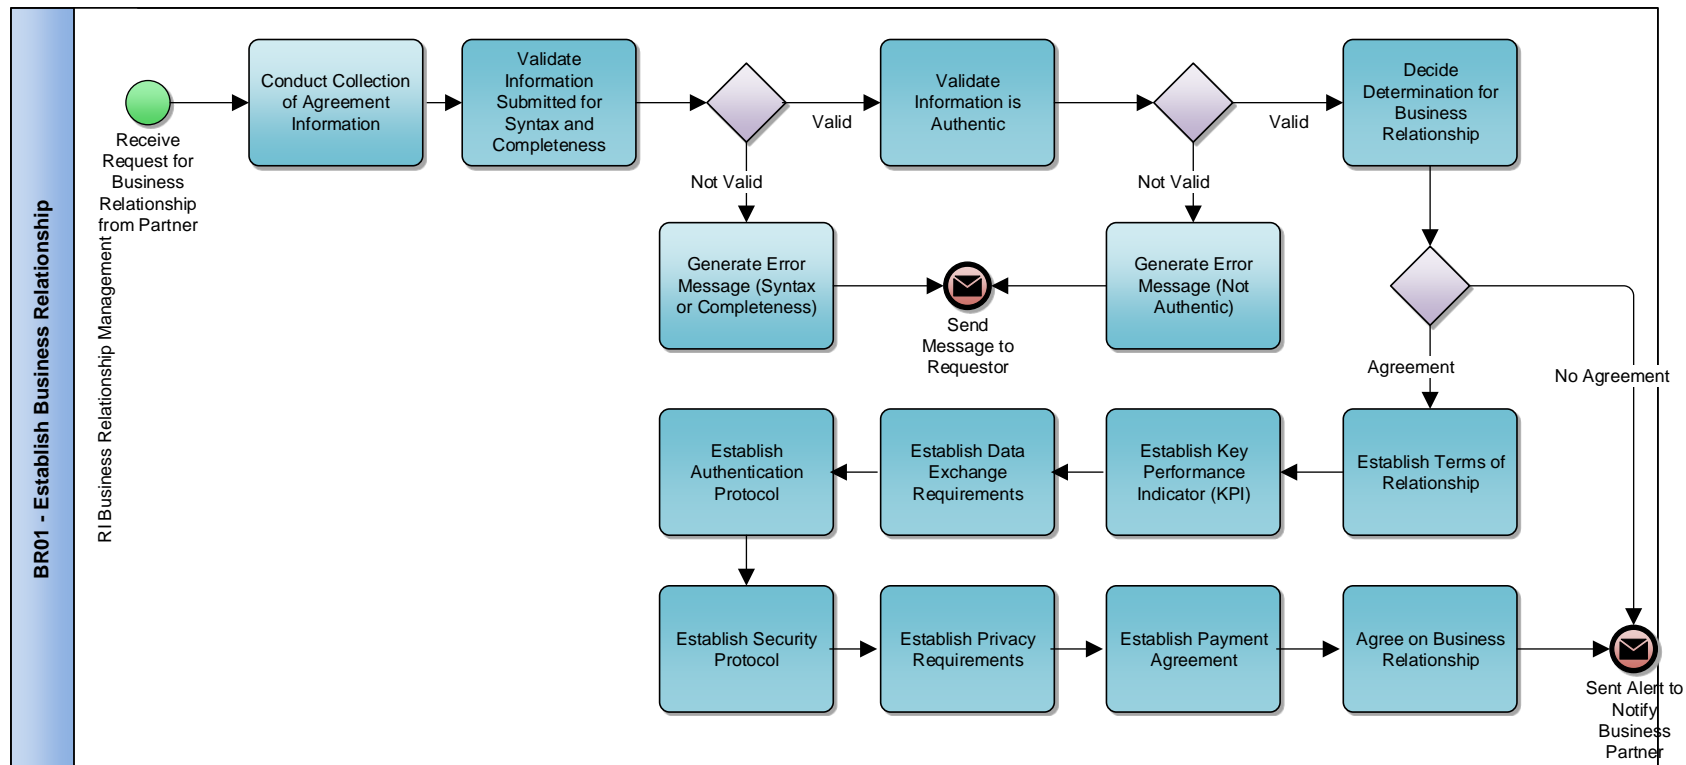 BR01 - Establish Business Relationship
RI Business Relationship Management
Receive
Request for
Business
Relationship
from Partner
Conduct Collection
of Agreement
Information
Validate
Information
Submitted for
Syntax and
Completeness
Valid
Not Valid
Validate
Information is
Authentic
Valid
Not Valid
Decide
Determination for
Business
Relationship
Generate Error
Message (Syntax
or Completeness)
Send
Message to
Requestor
Generate Error
Message (Not
Authentic)
Agreement
No Agreement
Establish Terms of
Relationship
Establish Key
Performance
Indicator (KPI)
Establish Data
Exchange
Requirements
Establish
Authentication
Protocol
Establish Security
Protocol
Establish Privacy
Requirements
Establish Payment
Agreement
Agree on Business
Relationship
Sent Alert to
Notify
Business
Partner